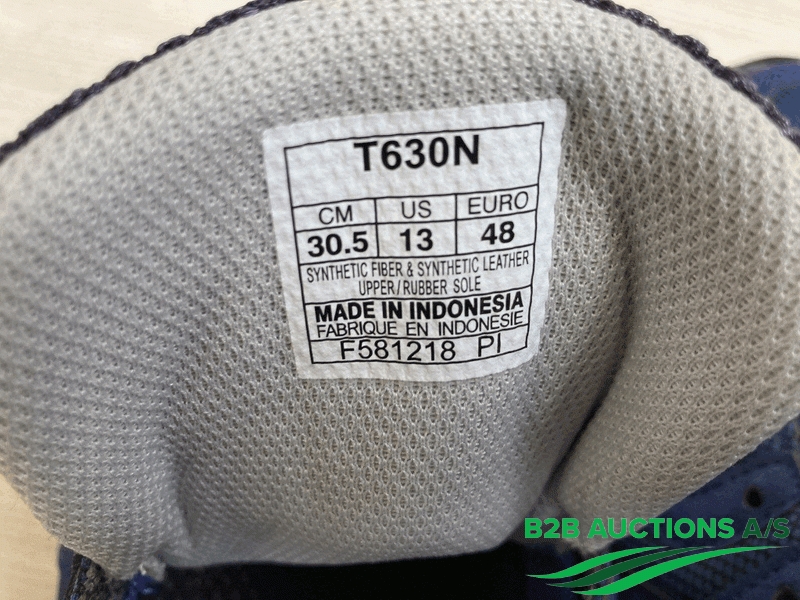 T630N
CM US EURO
30.5 13 48
SYNTHETIC FIBER & SYNTHETIC LEATHER
UPPER/RUBBER SOLE
MADE IN INDONESIA
FABRIQUE EN INDONESIE
F581218 PI
B2B AUCTIONS A/S